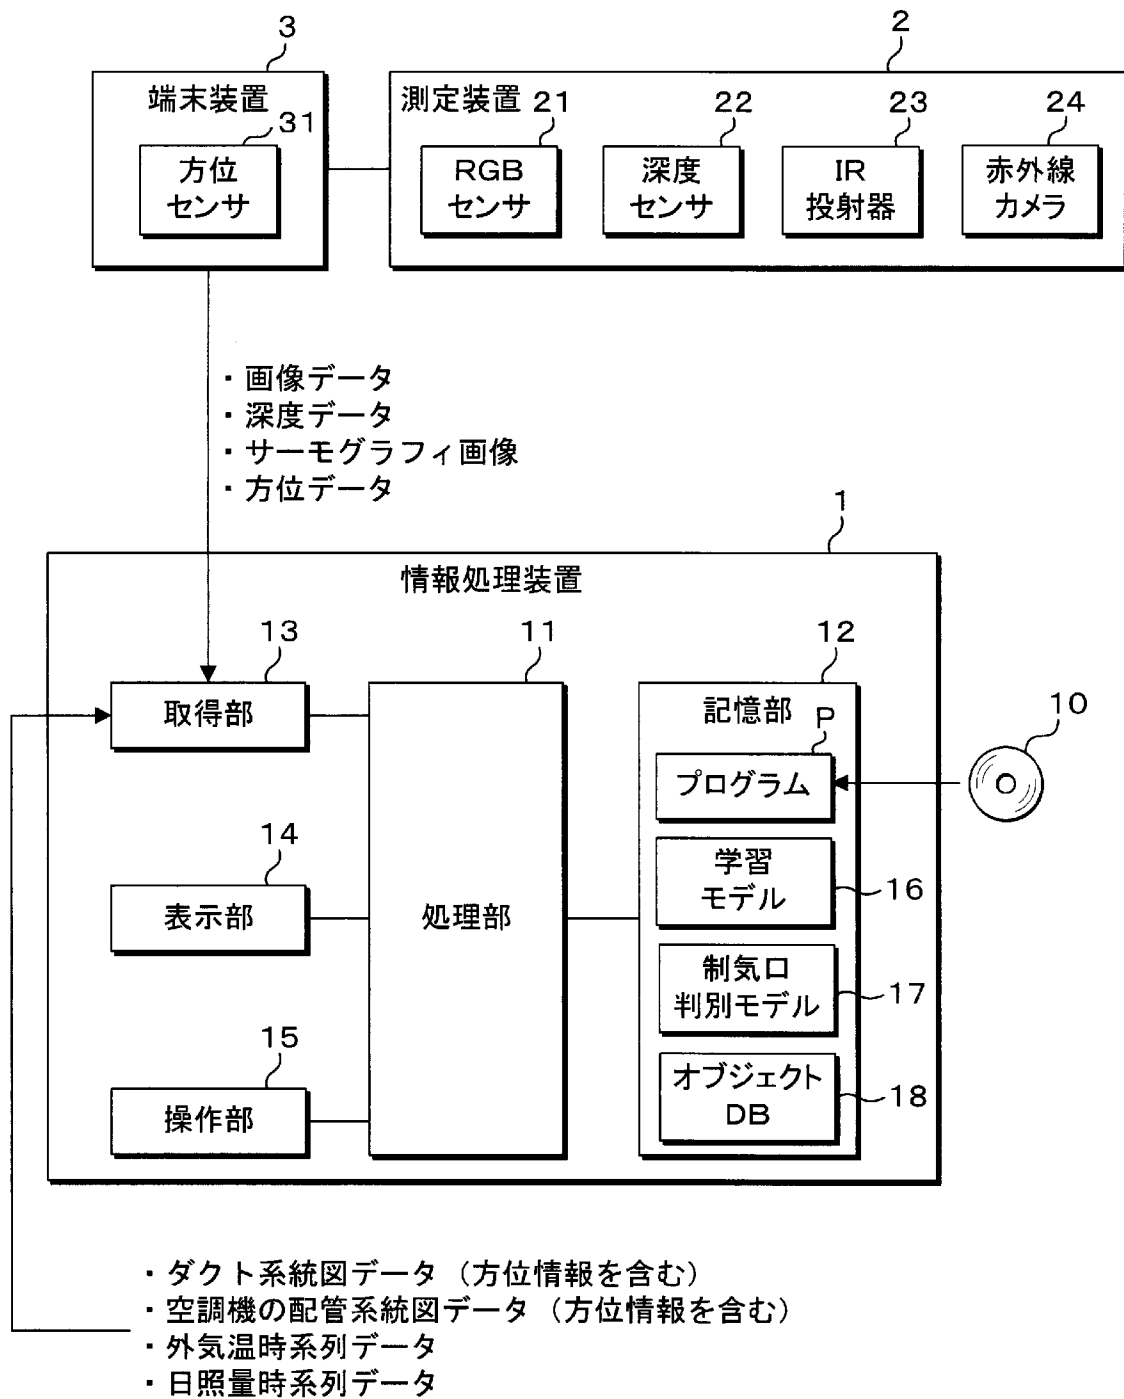 3
端末装置
31
方位
センサ
2
測定装置
21
RGB
センサ
22
深度
センサ
23
IR
投射器
24
赤外線
カメラ
・画像データ
・深度データ
・サーモグラフィ画像
・方位データ
1
情報処理装置
13
取得部
14
表示部
15
操作部
11
処理部
12
記憶部
P
プログラム
10
学習
モデル
16
制気口
判別モデル
17
オブジェクト
DB
18
・ダクト系統図データ（方位情報を含む）
・空調機の配管系統図データ（方位情報を含む）
・外気温時系列データ
・日照量時系列データ